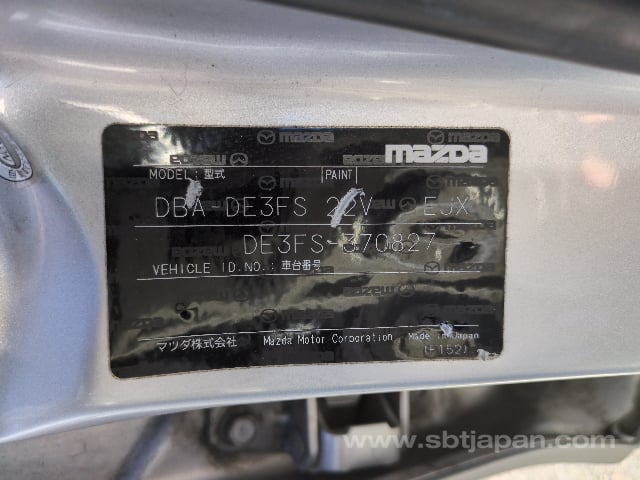 mazda
MODEL:型式 PAINT
DBA-DE3FS 22V EJX
DE3FS-370827
VEHICLE ID.NO.:車台番号
マツダ株式会社 Mazda Motor Corporation Made in Japan
(F152)
www.sbtjapan.com